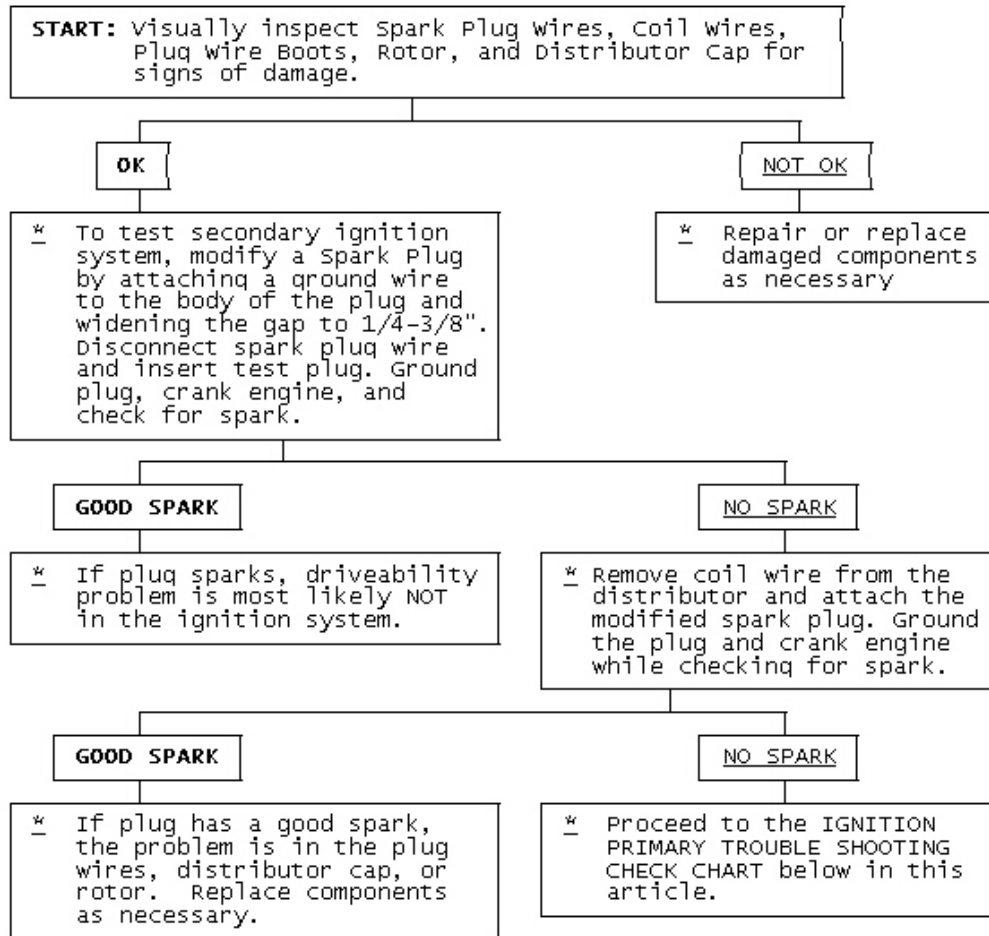 START: Visually inspect Spark Plug Wires, Coil Wires,
Plug Wire Boots, Rotor, and Distributor Cap for
signs of damage.
OK
NOT OK
* To test secondary ignition
system, modify a Spark Plug
by attaching a ground wire
to the body of the plug and
widening the gap to 1/4-3/8".
Disconnect spark plug wire
and insert test plug. Ground
plug, crank engine, and
check for spark.
* Repair or replace
damaged components
as necessary
GOOD SPARK
NO SPARK
* If plug sparks, driveability
problem is most likely NOT
in the ignition system.
* Remove coil wire from the
distributor and attach the
modified spark plug. Ground
the plug and crank engine
while checking for spark.
GOOD SPARK
NO SPARK
* If plug has a good spark,
the problem is in the plug
wires, distributor cap, or
rotor. Replace components
as necessary.
* Proceed to the IGNITION
PRIMARY TROUBLE SHOOTING
CHECK CHART below in this
article.